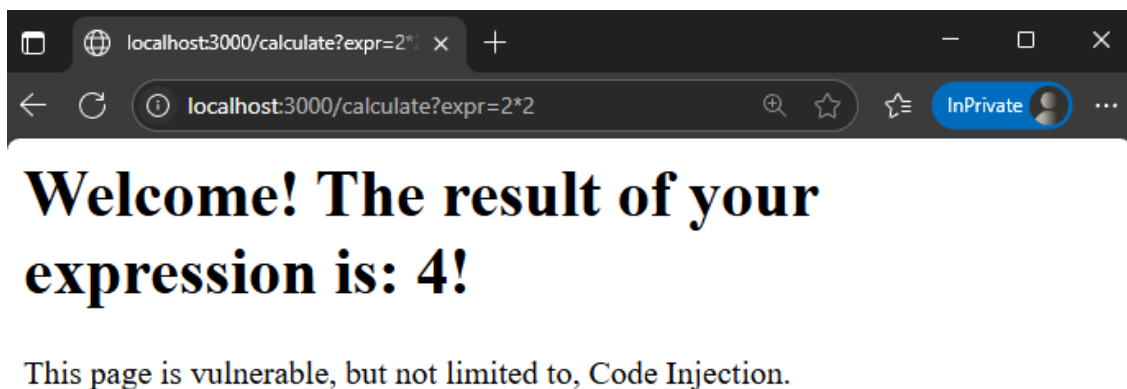 localhost:3000/calculate?expr=2*
localhost:3000/calculate?expr=2*2
InPrivate
Welcome! The result of your
expression is: 4!
This page is vulnerable, but not limited to, Code Injection.